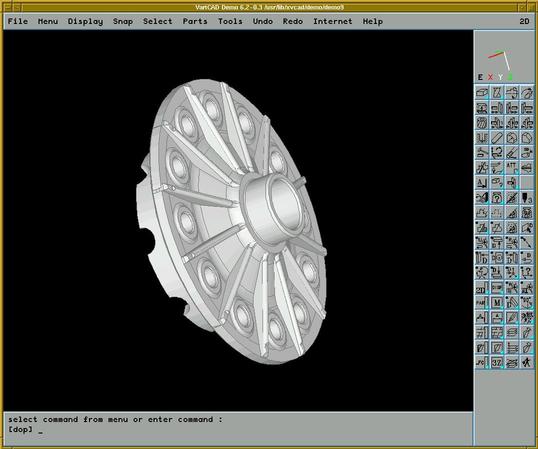 VariCAD Demo 6.2-0.3 /usr/lib/xvcad/demo/demo9
File Menu Display Snap Select Parts Tools Undo Redo Internet Help 2D
E X Y Z
select command from menu or enter command :
[dop] _